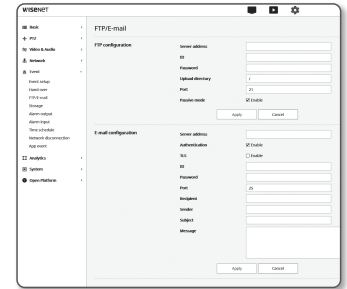 WISENET
Basic
PTZ
Video & Audio
Network
Event
Event setup
Hand over
FTP/E-mail
Storage
Alarm output
Alarm input
Time schedule
Network disconnection
App event
Analytics
System
Open Platform
FTP/E-mail
FTP configuration
Server address
ID
Password
Upload directory /
Port 21
Passive mode Enable
Apply Cancel
E-mail configuration
Server address
Authentication Enable
TLS Enable
ID
Password
Port 25
Recipient
Sender
Subject
Message
Apply Cancel